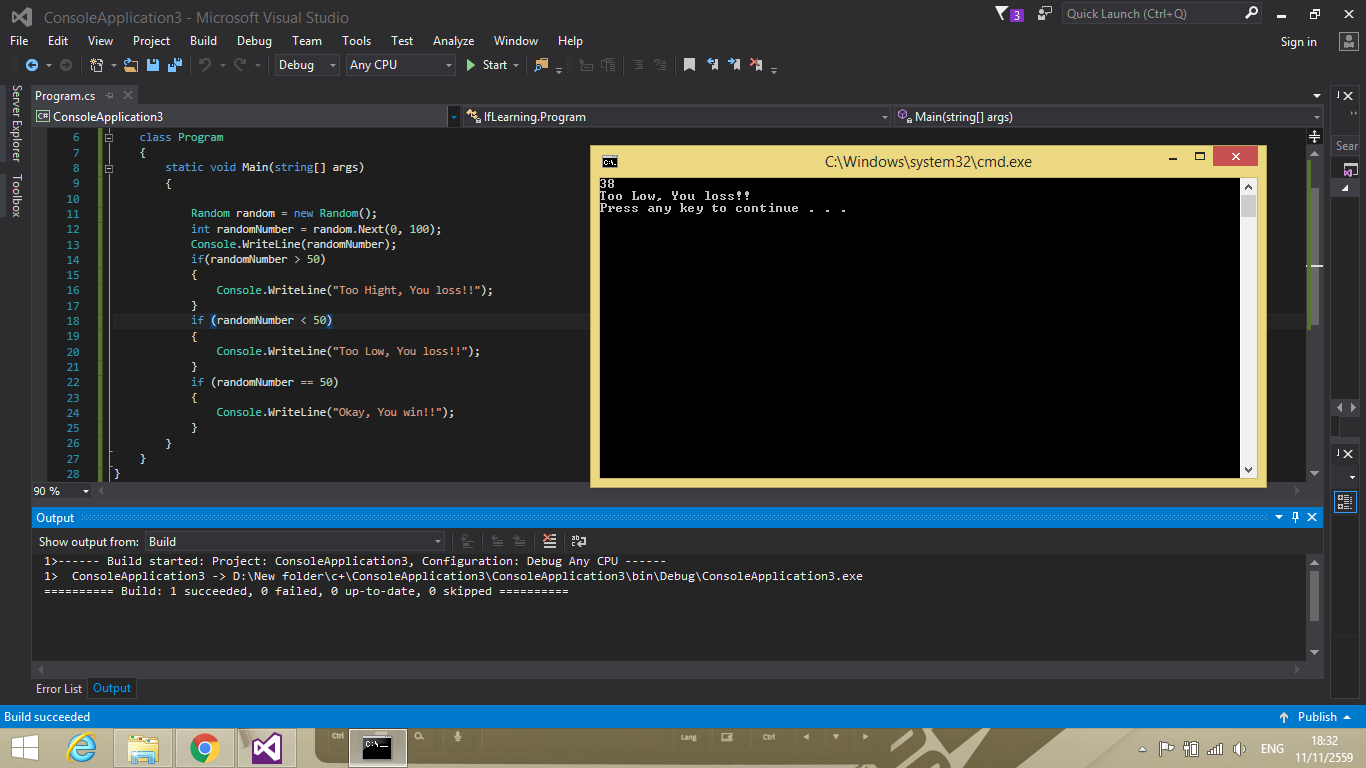 ConsoleApplication3 - Microsoft Visual Studio
3
Quick Launch (Ctrl+Q)
File Edit View Project Build Debug Team Tools Test Analyze Window Help
Sign in
Debug Any CPU Start
Server Explorer
Toolbox
Program.cs
ConsoleApplication3 IfLearning.Program Main(string[] args)
6 class Program
7 {
8 static void Main(string[] args)
9 {
10
11 Random random = new Random();
12 int randomNumber = random.Next(0, 100);
13 Console.WriteLine(randomNumber);
14 if(randomNumber > 50)
15 {
16 Console.WriteLine("Too Hight, You loss!!");
17 }
18 if (randomNumber < 50)
19 {
20 Console.WriteLine("Too Low, You loss!!");
21 }
22 if (randomNumber == 50)
23 {
24 Console.WriteLine("Okay, You win!!");
25 }
26 }
27 }
28 }
90 %
C:\Windows\system32\cmd.exe
38
Too Low, You loss!!
Press any key to continue . . .
Sear
Output
Show output from: Build
1>------ Build started: Project: ConsoleApplication3, Configuration: Debug Any CPU ------
1> ConsoleApplication3 -> D:\New folder\c+\ConsoleApplication3\ConsoleApplication3\bin\Debug\ConsoleApplication3.exe
========== Build: 1 succeeded, 0 failed, 0 up-to-date, 0 skipped ==========
Error List Output
Build succeeded
Publish
Ctrl Lang Ctrl
ENG
18:32
11/11/2559